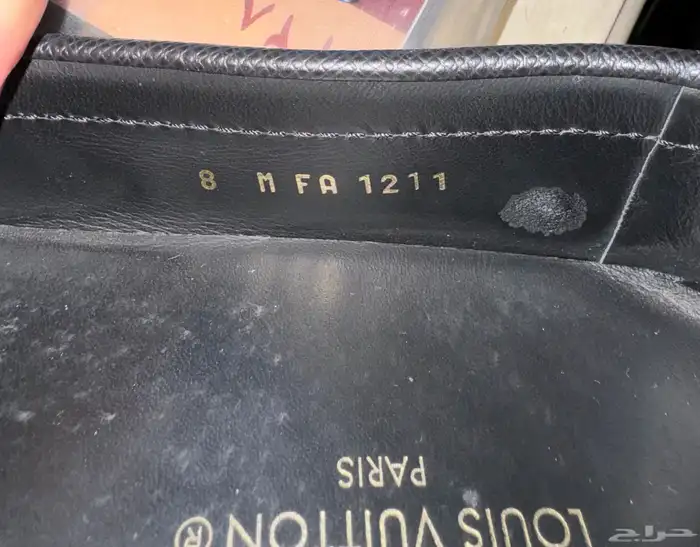 8 M FA 1211
PARIS
LOUIS VUITTON®
حراج